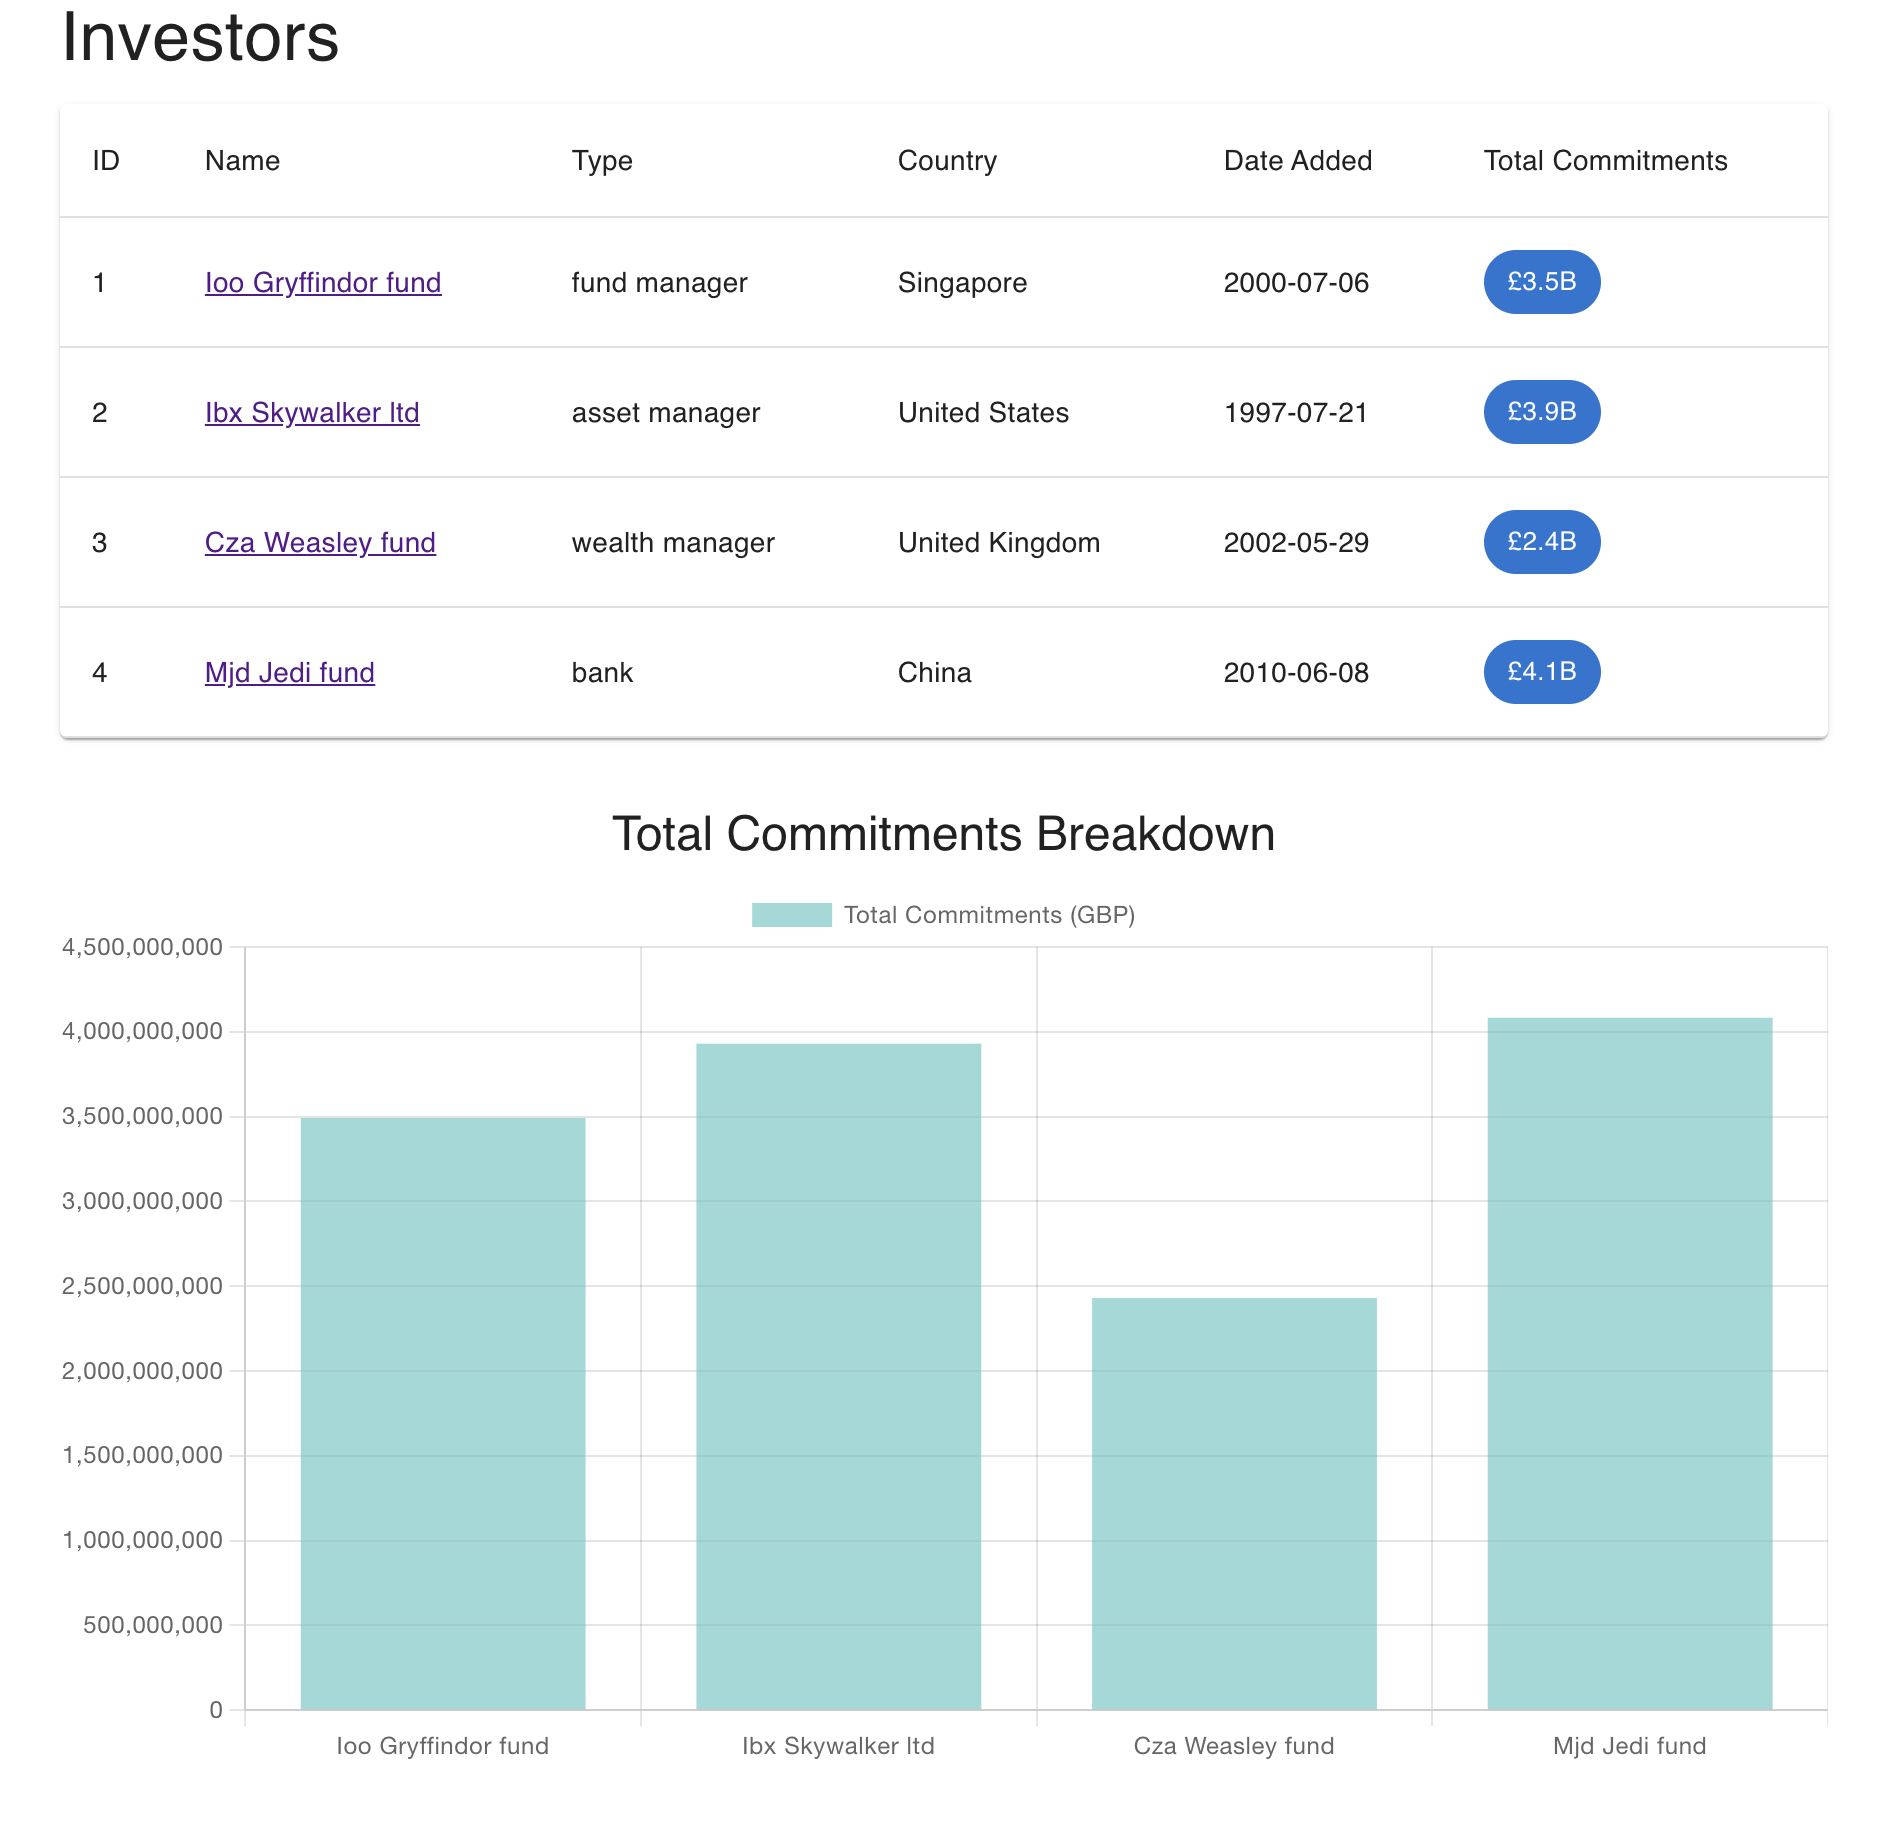 Investors
ID Name Type Country Date Added Total Commitments
1 Ioo Gryffindor fund fund manager Singapore 2000-07-06 £3.5B
2 Ibx Skywalker ltd asset manager United States 1997-07-21 £3.9B
3 Cza Weasley fund wealth manager United Kingdom 2002-05-29 £2.4B
4 Mjd Jedi fund bank China 2010-06-08 £4.1B
Total Commitments Breakdown
Total Commitments (GBP)
4,500,000,000
4,000,000,000
3,500,000,000
3,000,000,000
2,500,000,000
2,000,000,000
1,500,000,000
1,000,000,000
500,000,000
0
Ioo Gryffindor fund Ibx Skywalker ltd Cza Weasley fund Mjd Jedi fund